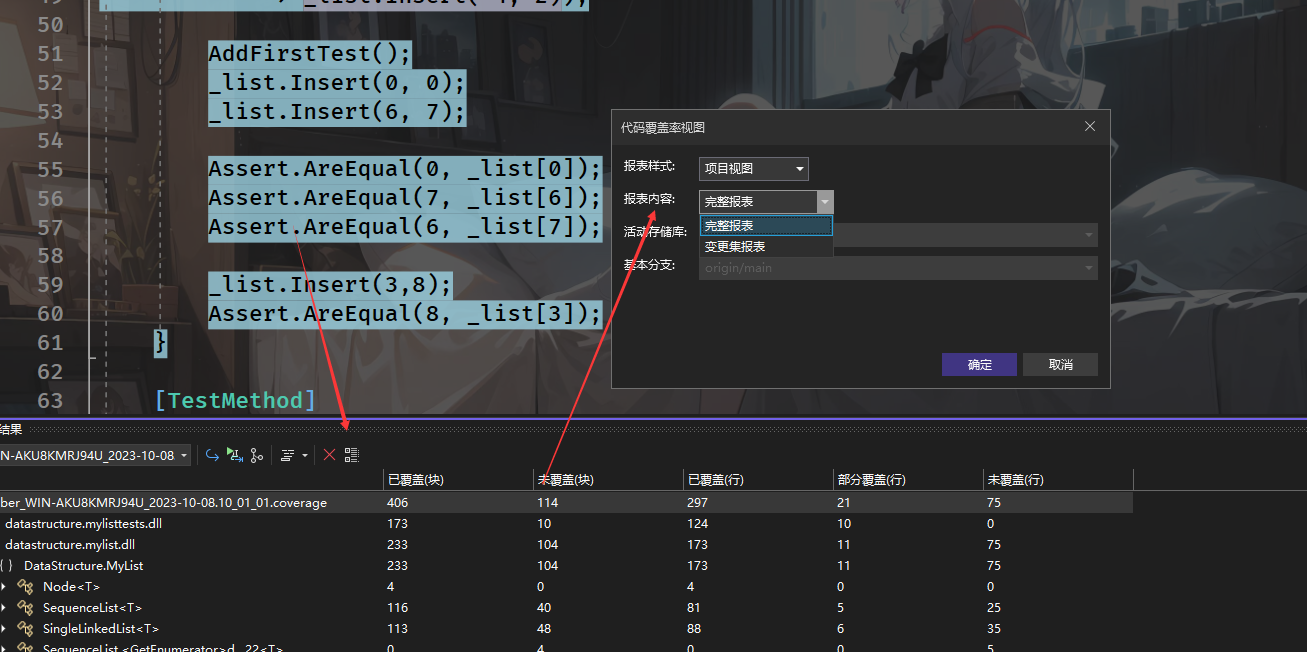 50
51 AddFirstTest();
52 _list.Insert(0, 0);
53 _list.Insert(6, 7);
54
55 Assert.AreEqual(0, _list[0]);
56 Assert.AreEqual(7, _list[6]);
57 Assert.AreEqual(6, _list[7]);
58
59 _list.Insert(3,8);
60 Assert.AreEqual(8, _list[3]);
61 }
62
63 [TestMethod]
代码覆盖率视图
报表样式: 项目视图
报表内容: 完整报表
完整报表
变更集报表
活动存储库:
基本分支: origin/main
确定 取消
结果
N-AKU8KMRJ94U_2023-10-08
已覆盖(块) 未覆盖(块) 已覆盖(行) 部分覆盖(行) 未覆盖(行)
ber_WIN-AKU8KMRJ94U_2023-10-08.10_01_01.coverage 406 114 297 21 75
datastructure.mylisttests.dll 173 10 124 10 0
datastructure.mylist.dll 233 104 173 11 75
{ } DataStructure.MyList 233 104 173 11 75
Node<T> 4 0 4 0 0
SequenceList<T> 116 40 81 5 25
SingleLinkedList<T> 113 48 88 6 35
SequenceList.<GetEnumerator>d__22<T> 0 4 0 0 5